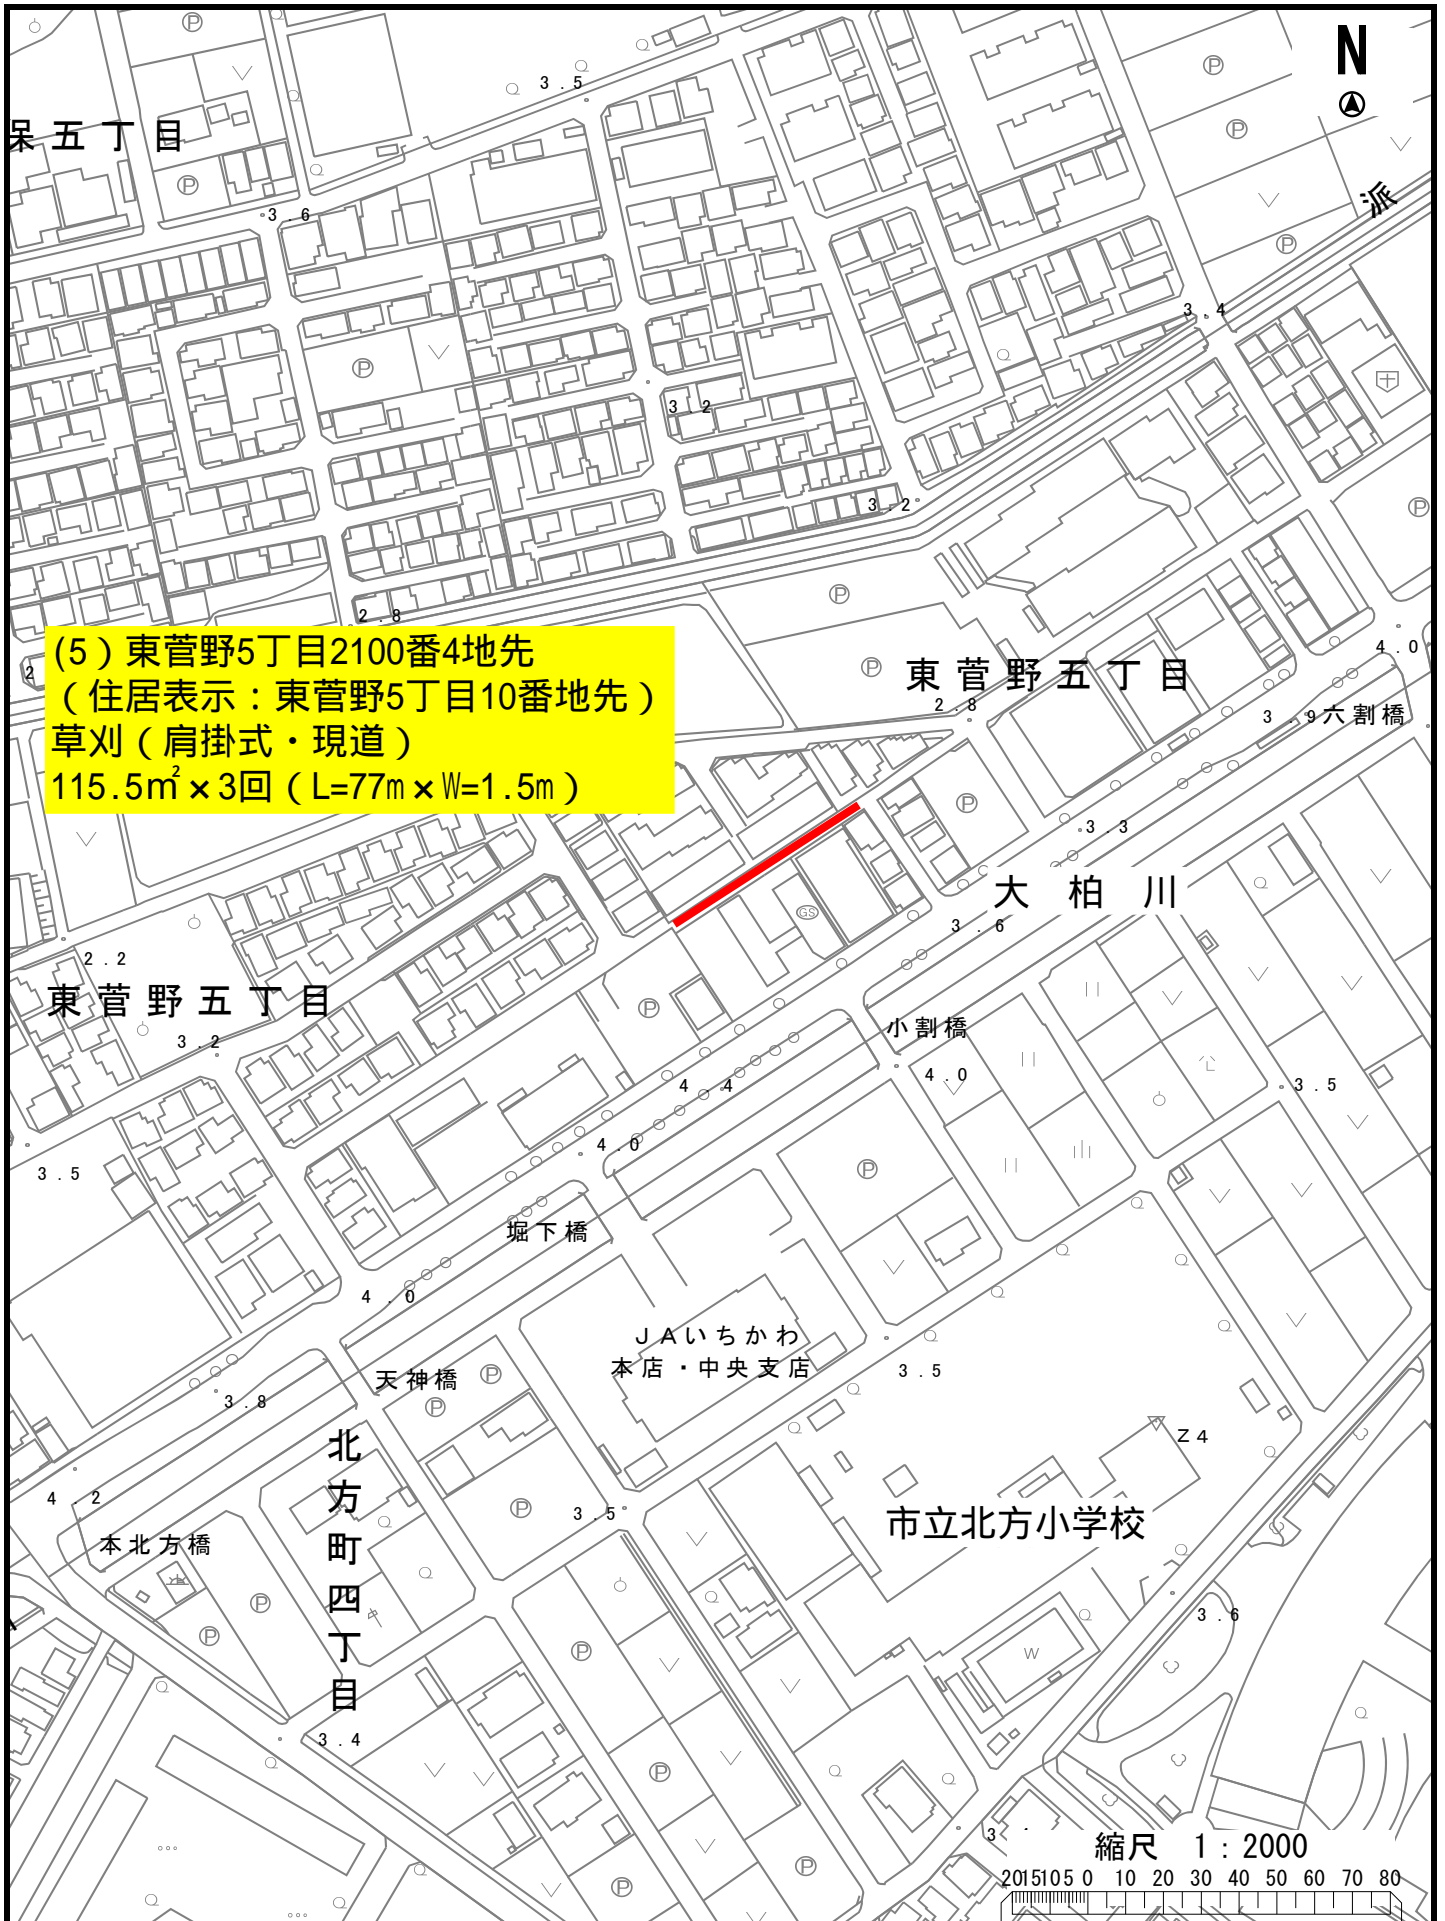 N
3.5
呆五丁目
派
3.6
3.4
3.2
3.2
2.8
(5)東菅野5丁目2100番4地先
(住居表示:東菅野5丁目10番地先)
草刈(肩掛式・現道)
115.5㎡×3回(L=77m×W=1.5m)
2
4.0
東菅野五丁目
2.8
3.9
六割橋
3.3
大柏川
3.6
GS
2.2
東菅野五丁目
3.2
小割橋
4.0
4.4
3.5
4.0
3.5
堀下橋
4.0
JAいちかわ
本店・中央支店
3.5
天神橋
3.8
Z4
北方町四丁目
4.2
3.5
市立北方小学校
本北方橋
3.6
W
3.4
縮尺 1:2000
20 15 10 5 0 10 20 30 40 50 60 70 80